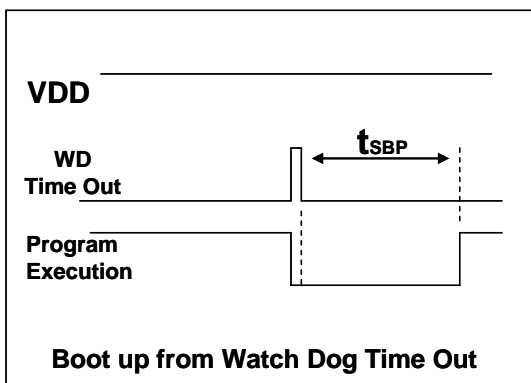 VDD
tSBP
WD
Time Out
Program
Execution
Boot up from Watch Dog Time Out